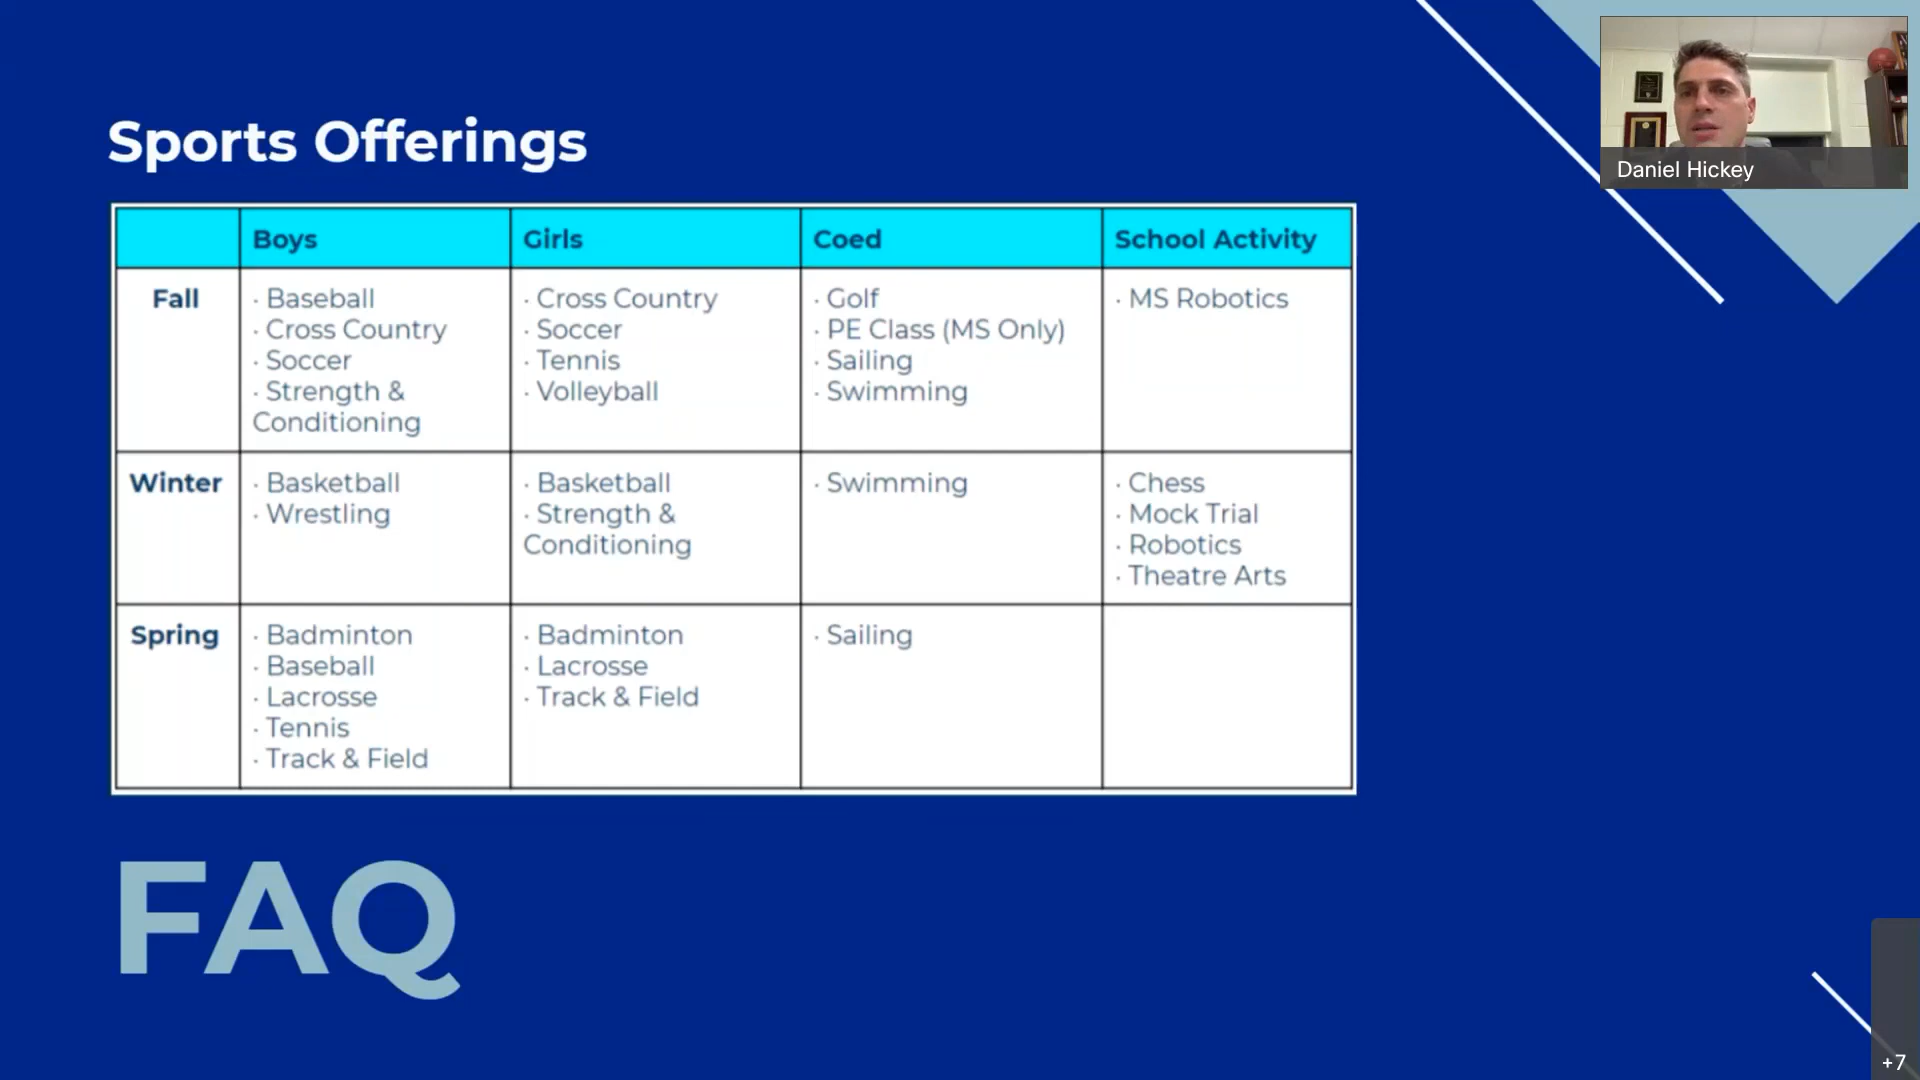 Daniel Hickey
Sports Offerings
Boys
Girls
Coed
School Activity
Fall
· Baseball
· Cross Country
· Soccer
· Strength &
Conditioning
· Cross Country
· Soccer
· Tennis
· Volleyball
· Golf
· PE Class (MS Only)
· Sailing
· Swimming
· MS Robotics
Winter
· Basketball
· Wrestling
· Basketball
· Strength &
Conditioning
· Swimming
· Chess
· Mock Trial
· Robotics
· Theatre Arts
Spring
· Badminton
· Baseball
· Lacrosse
· Tennis
· Track & Field
· Badminton
· Lacrosse
· Track & Field
· Sailing
FAQ
+7